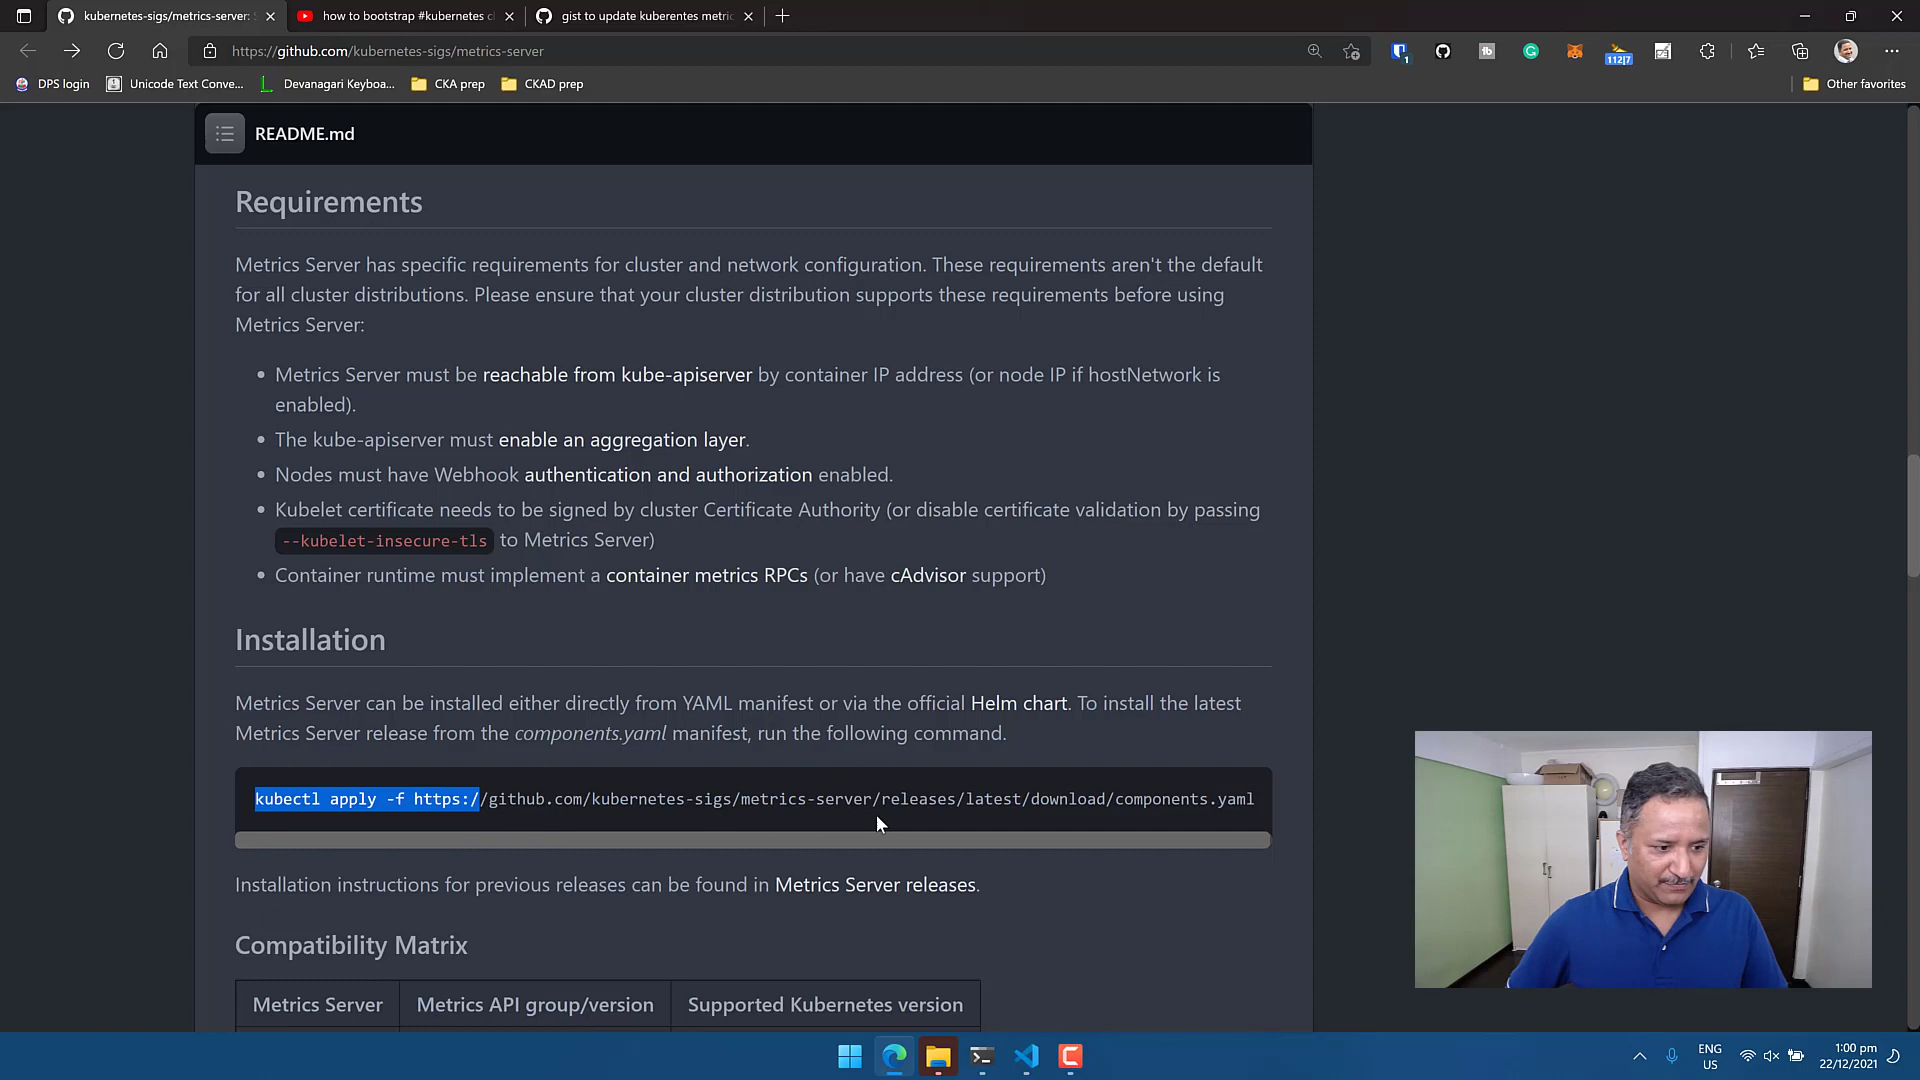 kubernetes-sigs/metrics-server: S
how to bootstrap #kubernetes cl
gist to update kuberentes metric
https://github.com/kubernetes-sigs/metrics-server
1
112|7
DPS login
Unicode Text Conve...
Devanagari Keyboa...
CKA prep
CKAD prep
Other favorites
README.md
Requirements
Metrics Server has specific requirements for cluster and network configuration. These requirements aren't the default
for all cluster distributions. Please ensure that your cluster distribution supports these requirements before using
Metrics Server:
• Metrics Server must be reachable from kube-apiserver by container IP address (or node IP if hostNetwork is
enabled).
• The kube-apiserver must enable an aggregation layer.
• Nodes must have Webhook authentication and authorization enabled.
• Kubelet certificate needs to be signed by cluster Certificate Authority (or disable certificate validation by passing
--kubelet-insecure-tls to Metrics Server)
• Container runtime must implement a container metrics RPCs (or have cAdvisor support)
Installation
Metrics Server can be installed either directly from YAML manifest or via the official Helm chart. To install the latest
Metrics Server release from the components.yaml manifest, run the following command.
kubectl apply -f https://github.com/kubernetes-sigs/metrics-server/releases/latest/download/components.yaml
Installation instructions for previous releases can be found in Metrics Server releases.
Compatibility Matrix
Metrics Server
Metrics API group/version
Supported Kubernetes version
ENG
US
1:00 pm
22/12/2021